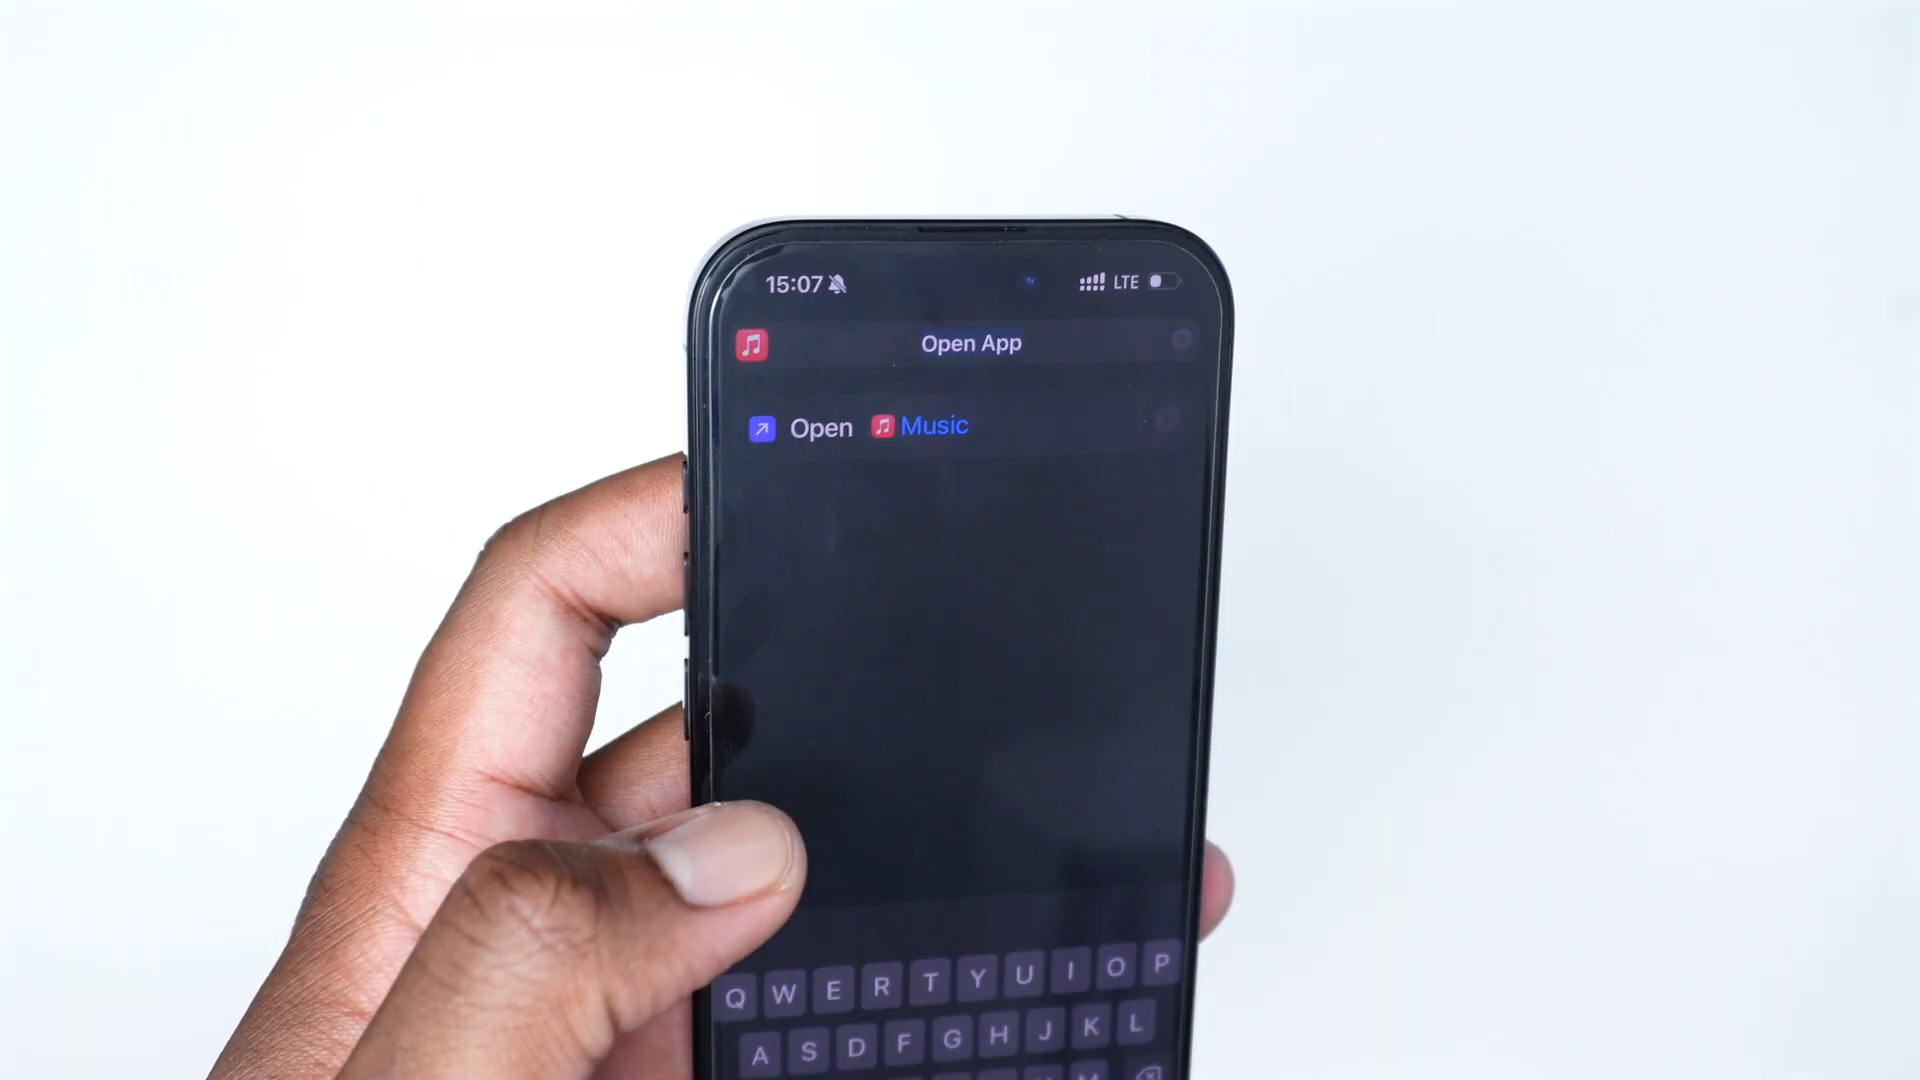 15:07 LTE
Open App
Open Music
Q W E R T Y U I O P
A S D F G H J K L